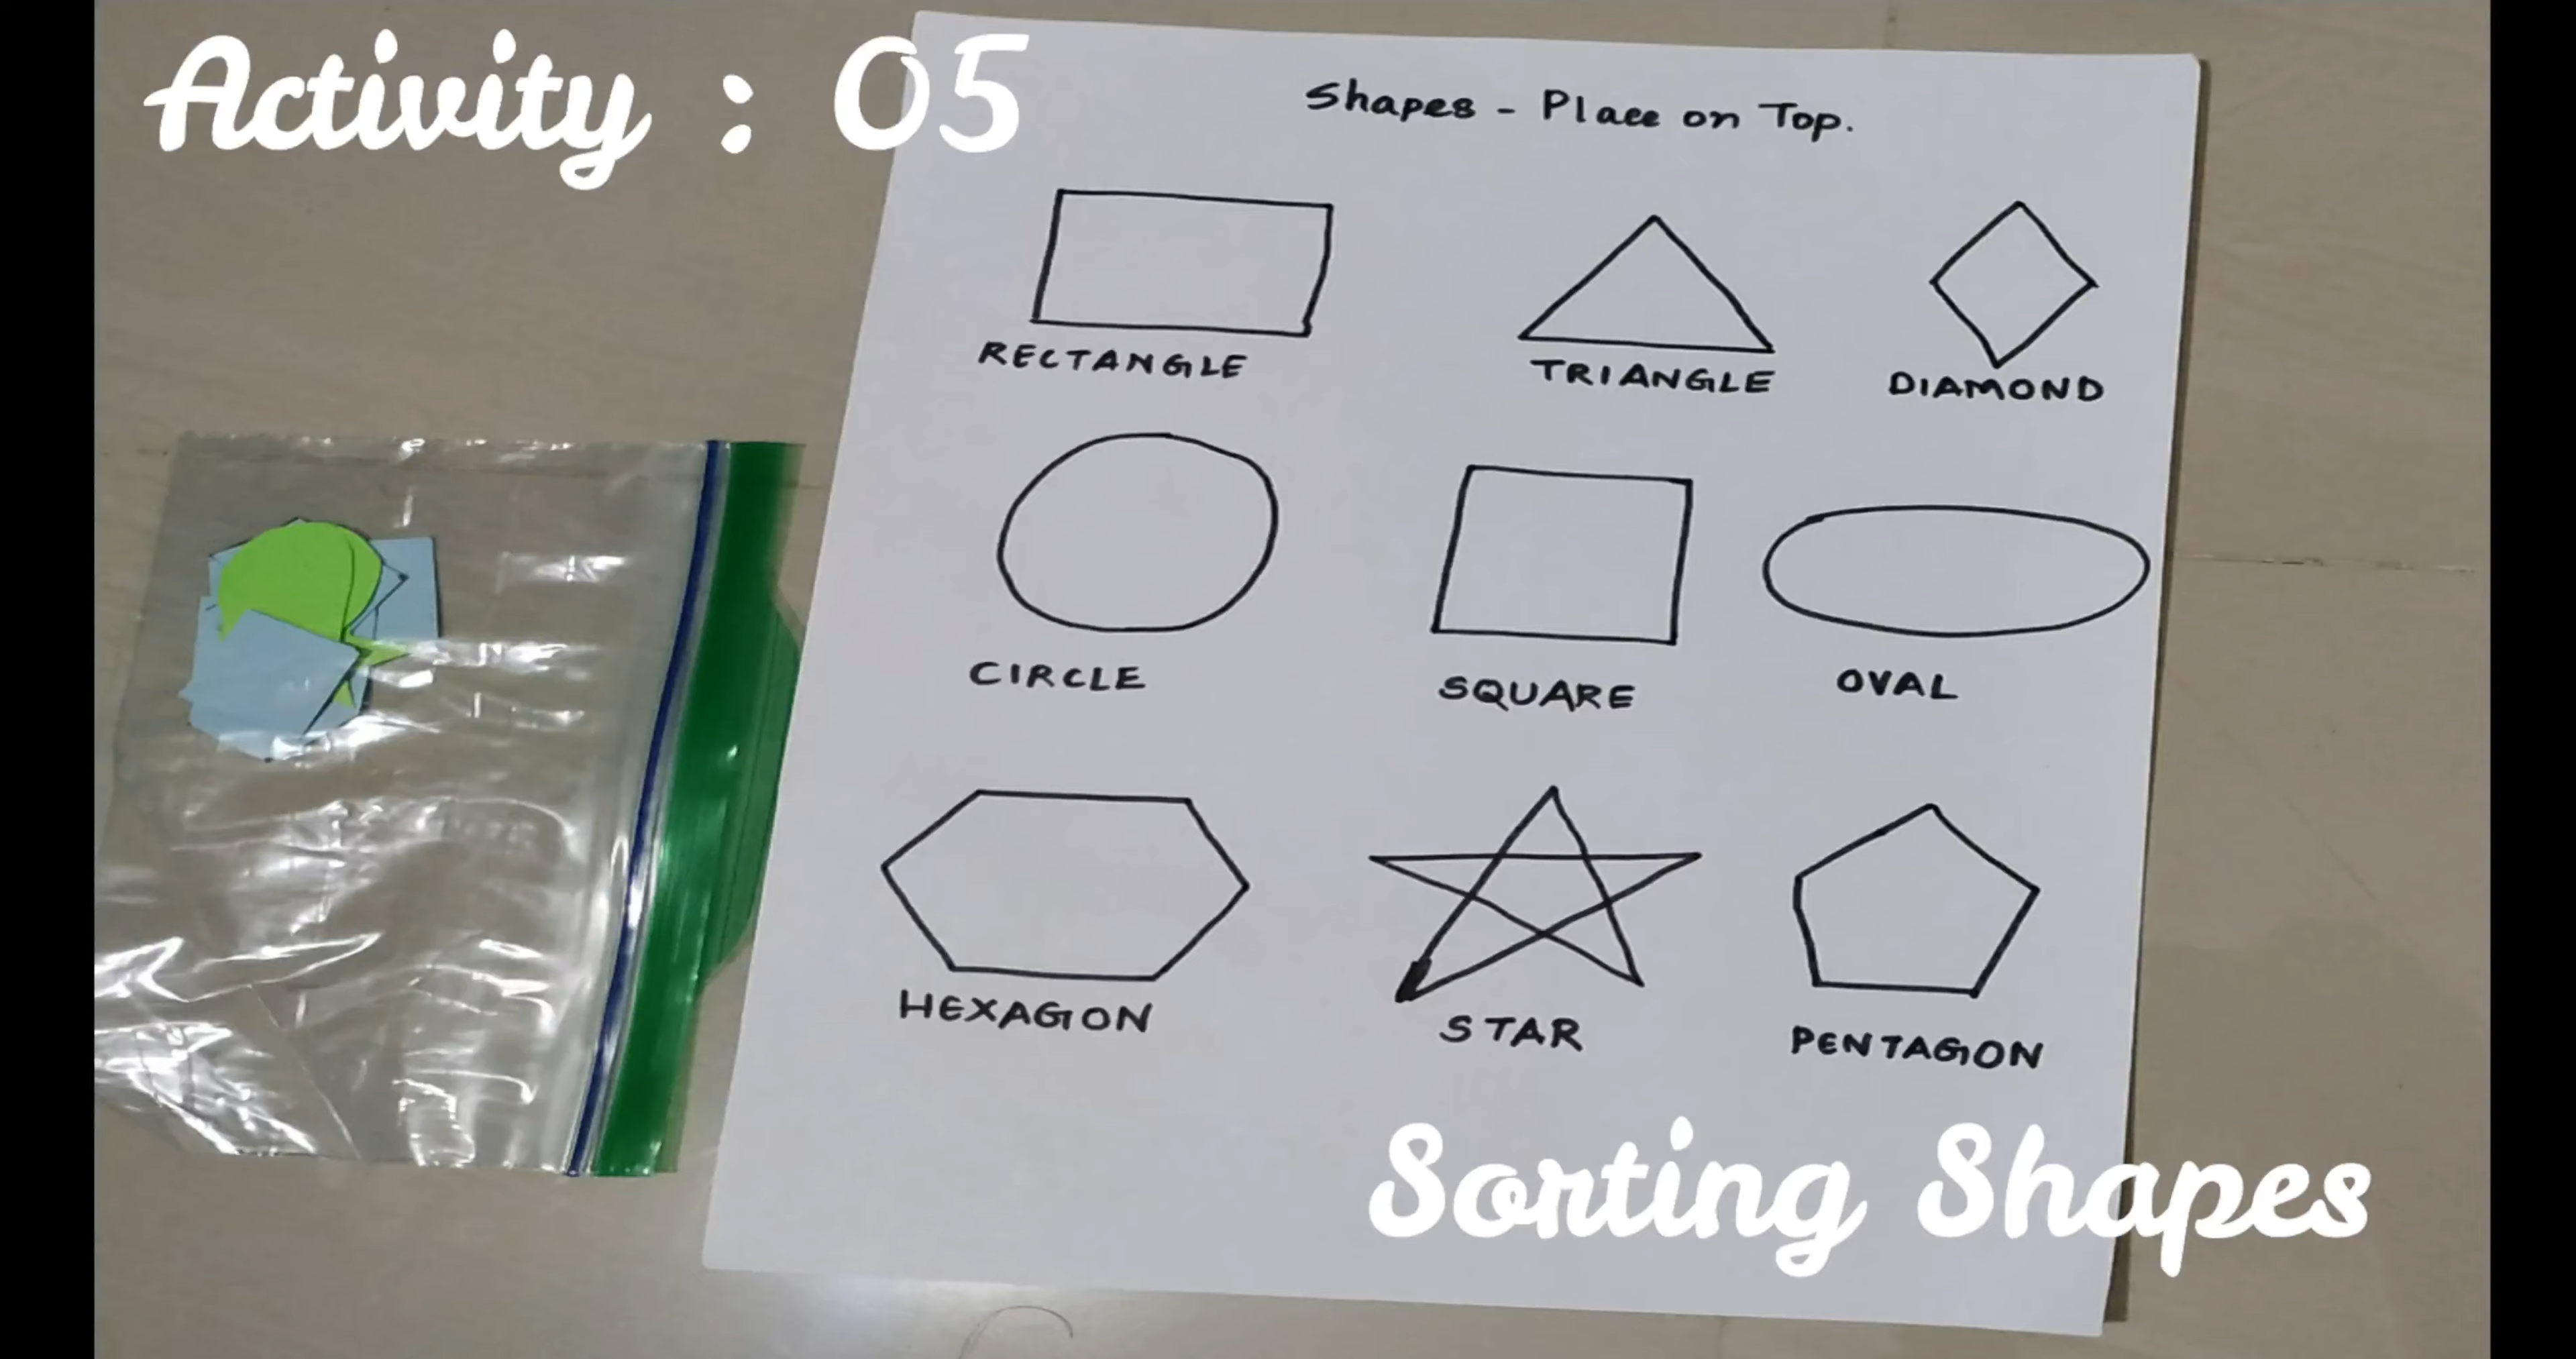 Activity : 05
Shapes - Place on Top.
RECTANGLE
TRIANGLE
DIAMOND
CIRCLE
SQUARE
OVAL
HEXAGON
STAR
PENTAGON
Sorting Shapes